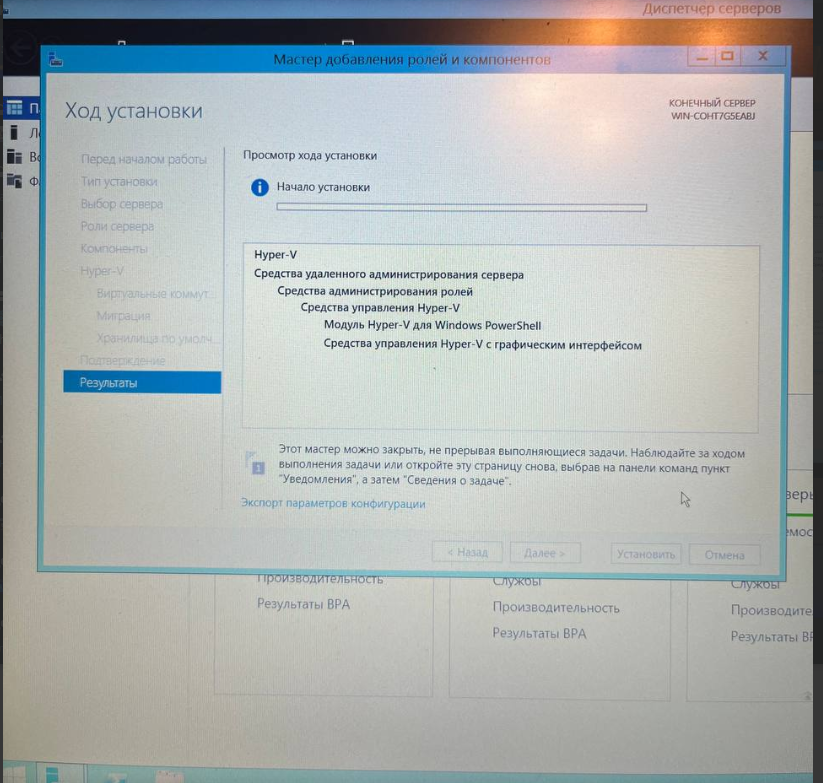 Диспетчер серверов
Мастер добавления ролей и компонентов
Ход установки
КОНЕЧНЫЙ СЕРВЕР
WIN-COHT7G5EABJ
Перед началом работы
Тип установки
Выбор сервера
Роли сервера
Компоненты
Hyper-V
Виртуальные коммут...
Миграция
Хранилища по умолч...
Подтверждение
Результаты
Просмотр хода установки
Начало установки
Hyper-V
Средства удаленного администрирования сервера
Средства администрирования ролей
Средства управления Hyper-V
Модуль Hyper-V для Windows PowerShell
Средства управления Hyper-V с графическим интерфейсом
Этот мастер можно закрыть, не прерывая выполняющиеся задачи. Наблюдайте за ходом
выполнения задачи или откройте эту страницу снова, выбрав на панели команд пункт
"Уведомления", а затем "Сведения о задаче".
Экспорт параметров конфигурации
< Назад
Далее >
Установить
Отмена
Производительность
Результаты BPA
Службы
Производительность
Результаты BPA
Службы